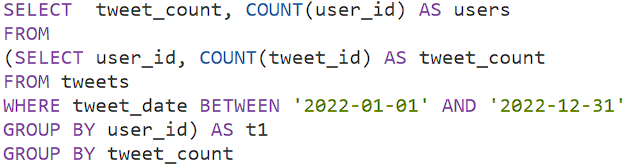 SELECT  tweet_count, COUNT(user_id) AS users
FROM
(SELECT user_id, COUNT(tweet_id) AS tweet_count
FROM tweets
WHERE tweet_date BETWEEN '2022-01-01' AND '2022-12-31'
GROUP BY user_id) AS t1
GROUP BY tweet_count